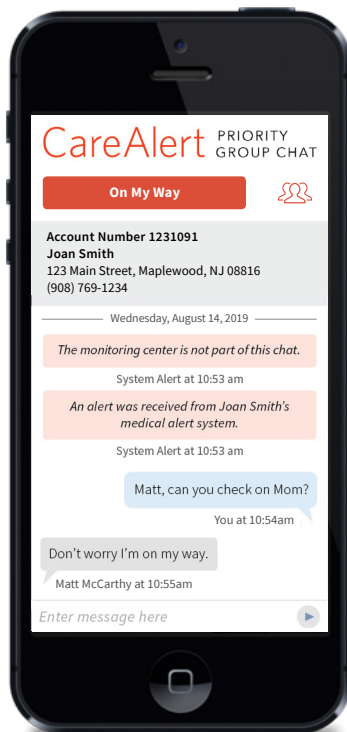 CareAlert PRIORITY
GROUP CHAT
On My Way
Account Number 1231091
Joan Smith
123 Main Street, Maplewood, NJ 08816
(908) 769-1234
Wednesday, August 14, 2019
The monitoring center is not part of this chat.
System Alert at 10:53 am
An alert was received from Joan Smith's
medical alert system.
System Alert at 10:53 am
Matt, can you check on Mom?
You at 10:54am
Don't worry I'm on my way.
Matt McCarthy at 10:55am
Enter message here